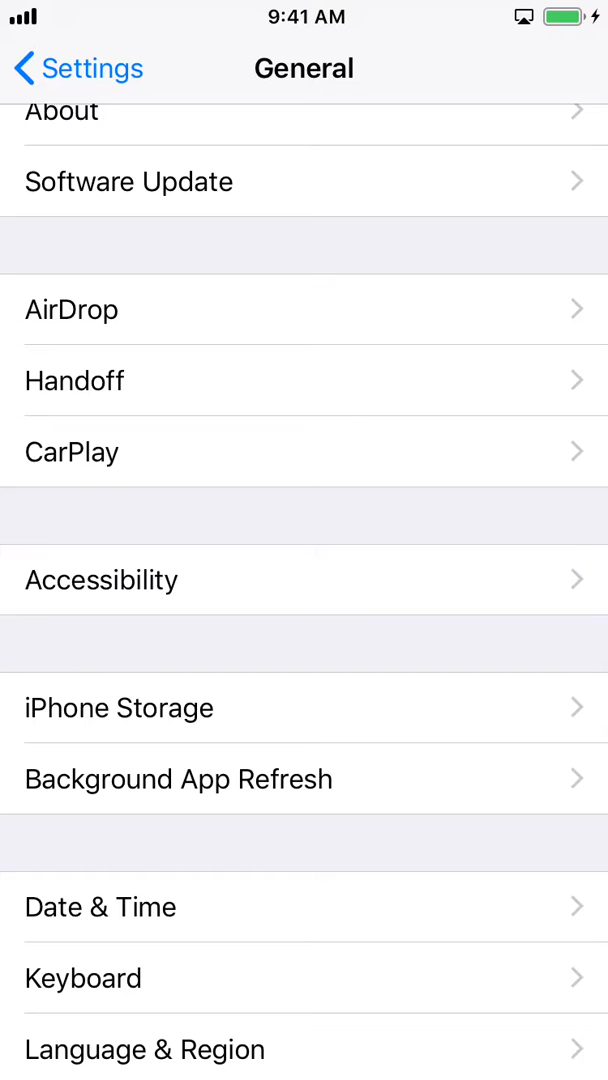 9:41 AM
Settings
General
About
Software Update
AirDrop
Handoff
CarPlay
Accessibility
iPhone Storage
Background App Refresh
Date & Time
Keyboard
Language & Region